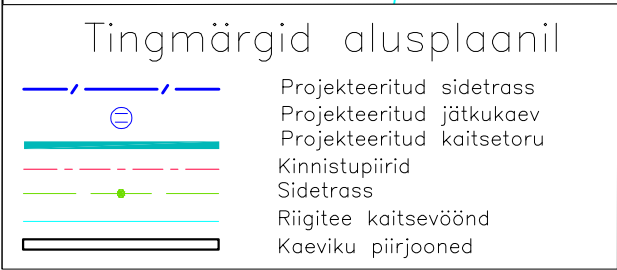 Tingmärgid alusplaanil
Projekteeritud sidetrass
Projekteeritud jätkukaev
Projekteeritud kaitsetoru
Kinnistupiirid
Sidetrass
Riigitee kaitsevöönd
Kaeviku piirjooned